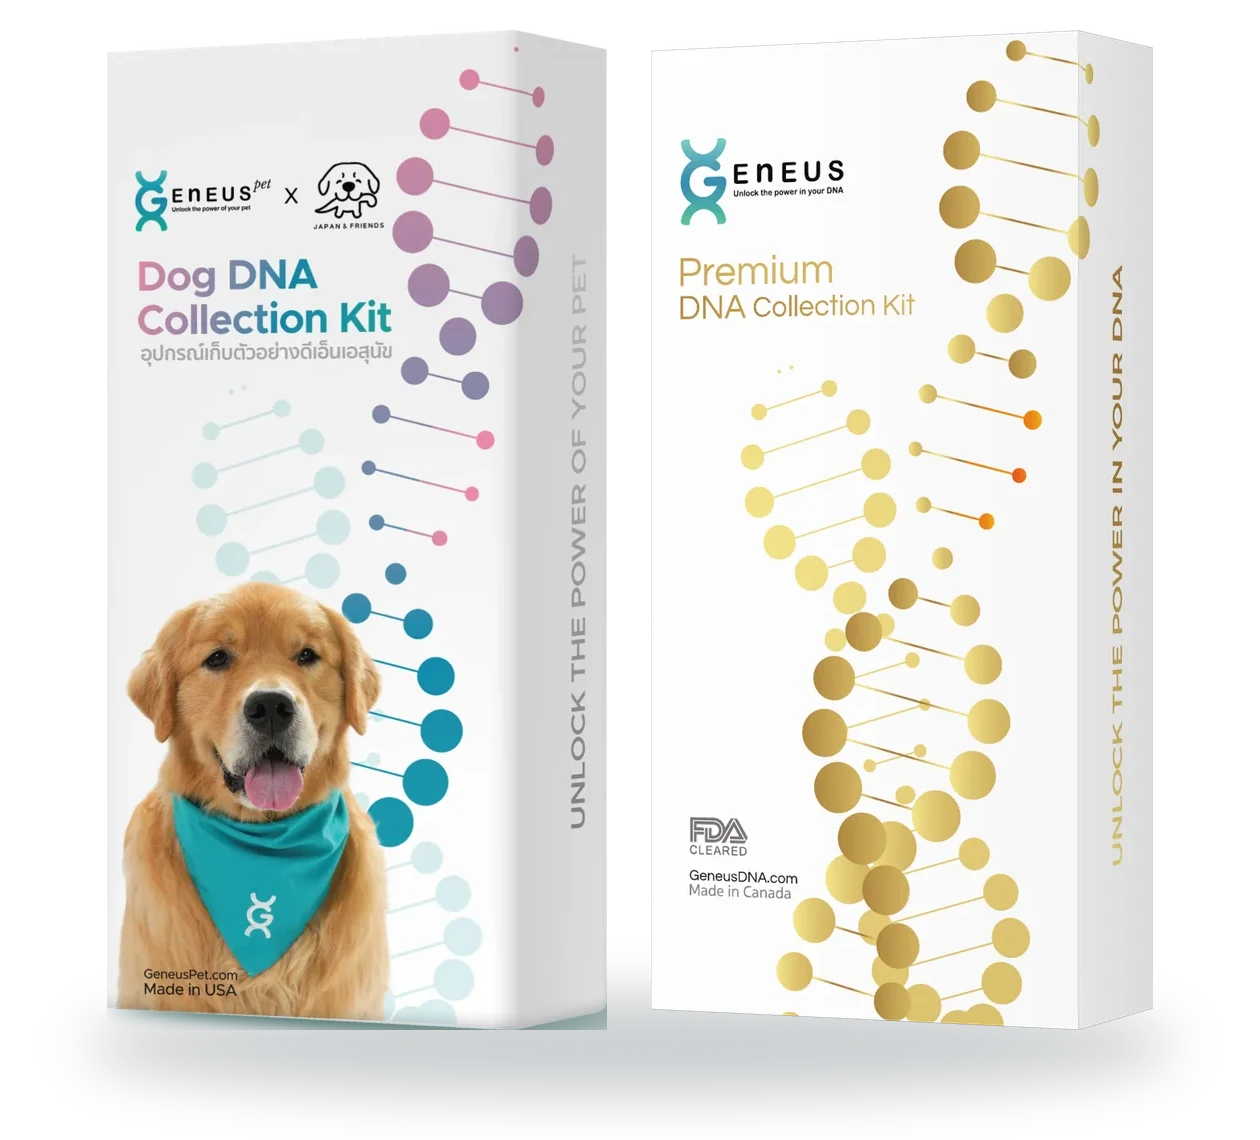 GENEUS pet
Unlock the power of your pet
X
JAPAN & FRIENDS
Dog DNA
Collection Kit
อุปกรณ์เก็บตัวอย่างดีเอ็นเอสุนัข
G
GeneusPet.com
Made in USA
UNLOCK THE POWER OF YOUR PET
GENEUS
Unlock the power in your DNA
Premium
DNA Collection Kit
FDA
CLEARED
GeneusDNA.com
Made in Canada
UNLOCK THE POWER IN YOUR DNA